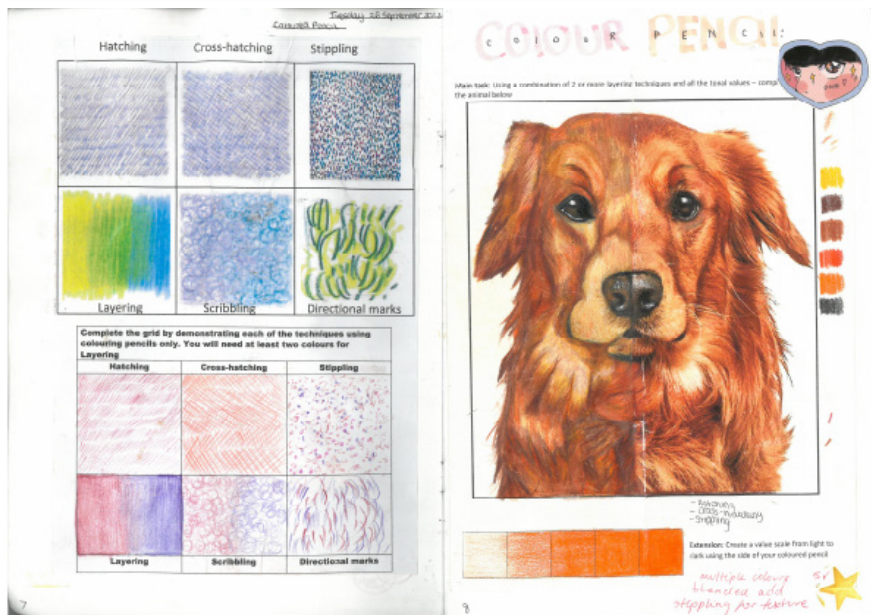 Tuesday 28 September
Coloured Pencil
Hatching
Cross-hatching
Stippling
Layering
Scribbling
Directional marks
Complete the grid by demonstrating each of the techniques using
colouring pencils only. You will need at least two colours for
Layering
Hatching
Cross-hatching
Stippling
Layering
Scribbling
Directional marks
7
COLOUR PENCIL
COLOUR PENCILS
Main task: Using a combination of 2 or more layering techniques and all the tonal values – comp
the animal below
- Hatching
- cross-hatching
- stippling
Extension: Create a value scale from light to
dark using the side of your coloured pencil
multiple colours
blended add
stippling for texture
8